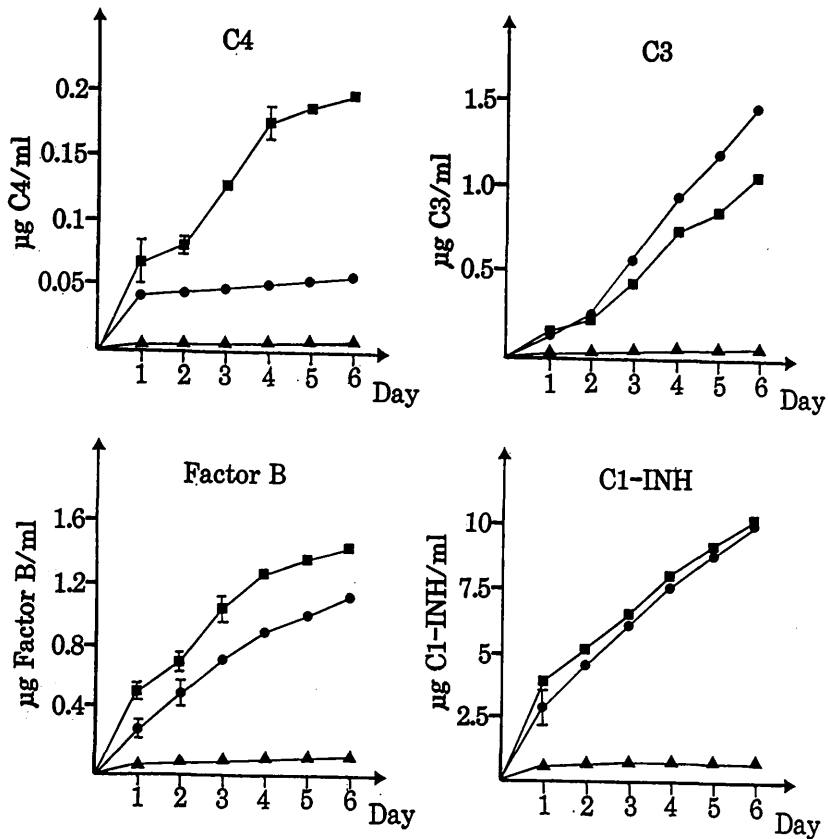 C4
µg C4/ml
0.2
0.15
0.1
0.05
1 2 3 4 5 6
Day
C3
µg C3/ml
1.5
1.0
0.5
1 2 3 4 5 6
Day
Factor B
µg Factor B/ml
1.6
1.2
0.8
0.4
1 2 3 4 5 6 Day
C1-INH
µg C1-INH/ml
10
7.5
5
2.5
1 2 3 4 5 6
Day